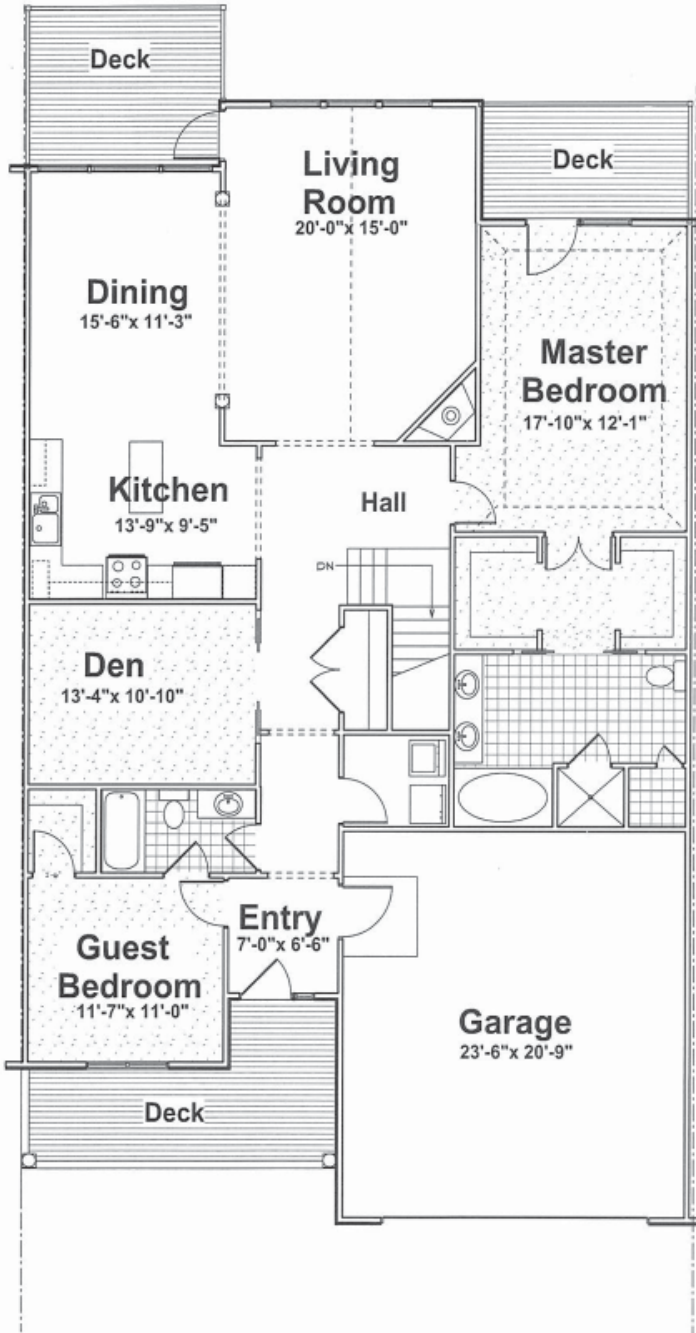 Deck
Living
Room
20'-0"x 15'-0"
Deck
Dining
15'-6"x 11'-3"
Master
Bedroom
17'-10"x 12'-1"
Kitchen
13'-9"x 9'-5"
Hall
DN
Den
13'-4"x 10'-10"
Entry
7'-0"x 6'-6"
Guest
Bedroom
11'-7"x 11'-0"
Garage
23'-6"x 20'-9"
Deck